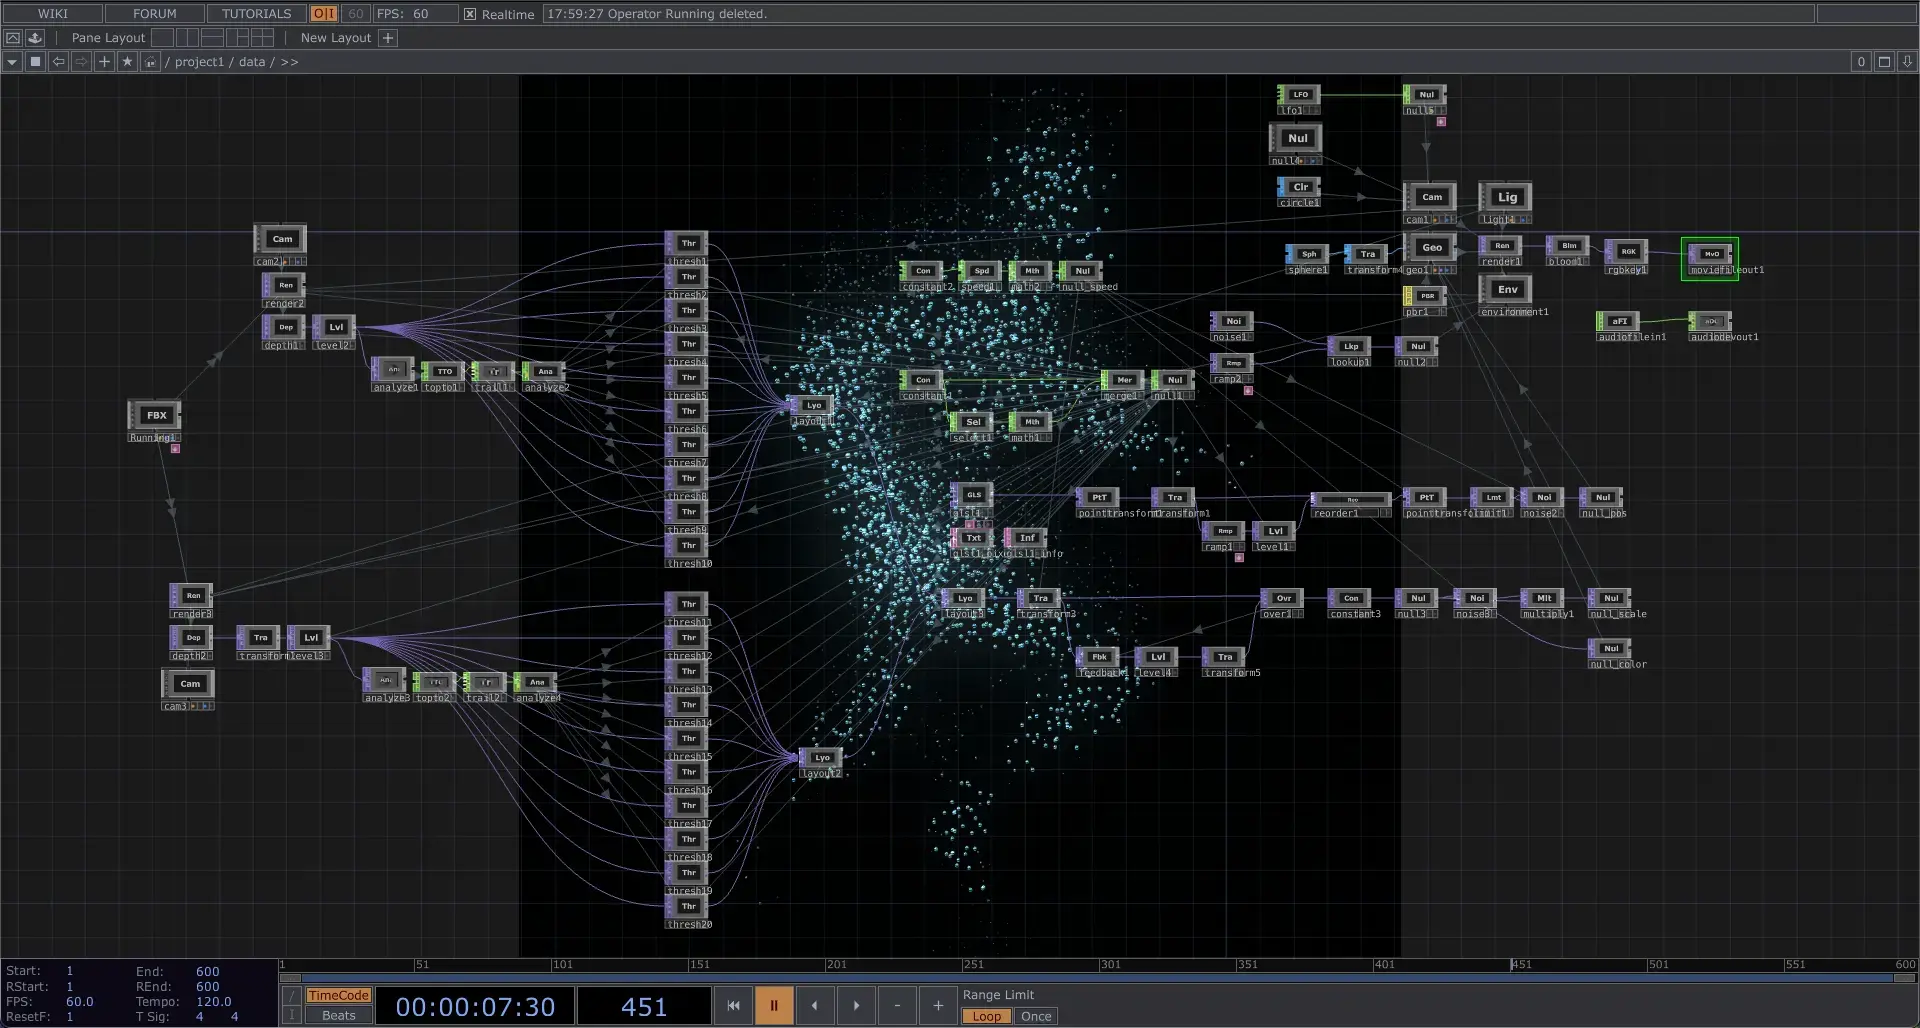 WIKI FORUM TUTORIALS O|I 60 FPS: 60 Realtime 17:59:27 Operator Running deleted.
Pane Layout New Layout +
/ project1 / data / >> 0
LFO Nul
lfo1 null5
Nul
null4
Clr Cam Lig
circle1 cam1 light1
Cam
cam2
Thr
thresh1
Sph Tra Geo Ren Blm RGK MvO
sphere1 transform4 geo1 render1 bloom1 rgbkey1 moviefileout1
Con Spd Mth Nul
constant2 speed1 math2 null_speed
Ren
render2
Thr
thresh2
PBR Env
pbr1 environment1
Thr
thresh3
Noi aFI
noise1 audiofilein1 audiodevout1
Dep Lvl
depth1 level2
Thr
thresh4
Rmp Lkp Nul
ramp2 lookup1 null2
TTO Ana
analyze1 topto1 trail1 analyze2
Thr
thresh5
Con Mer Nul
constant1 merge1 null1
FBX
Running1
Thr
thresh6
Lyo
layout1
Sel Mth
select1 math1
Thr
thresh7
Thr
thresh8
GLS PtT Tra Reo PtT Lmt Noi Nul
glsl1 pointtransform1 transform1 reorder1 noise2 null_pos
Thr
thresh9
Txt Inf Rmp Lvl
glsl1_info ramp1 level1
Thr
thresh10
Ren
render3
Thr
thresh11
Lyo Tra Ovr Con Nul Noi Mlt Nul
layout3 transform3 over1 constant3 null3 noise3 multiply1 null_scale
Dep Tra Lvl
depth2 transform level3
Thr
thresh12
Fbk Lvl Tra Nul
feedback1 level4 transform5 null_color
Cam
cam3
Ana
analyze3 topto2 trail2 analyze4
Thr
thresh13
Thr
thresh14
Thr
thresh15
Lyo
layout2
Thr
thresh16
Thr
thresh17
Thr
thresh18
Thr
thresh19
Thr
thresh20
1 51 101 151 201 251 301 351 401 451 501 551 600
Start: 1 End: 600
RStart: 1 REnd: 600
FPS: 60.0 Tempo: 120.0
ResetF: 1 T Sig: 4 4
TimeCode
Beats
00:00:07:30 451
- +
Range Limit
Loop Once